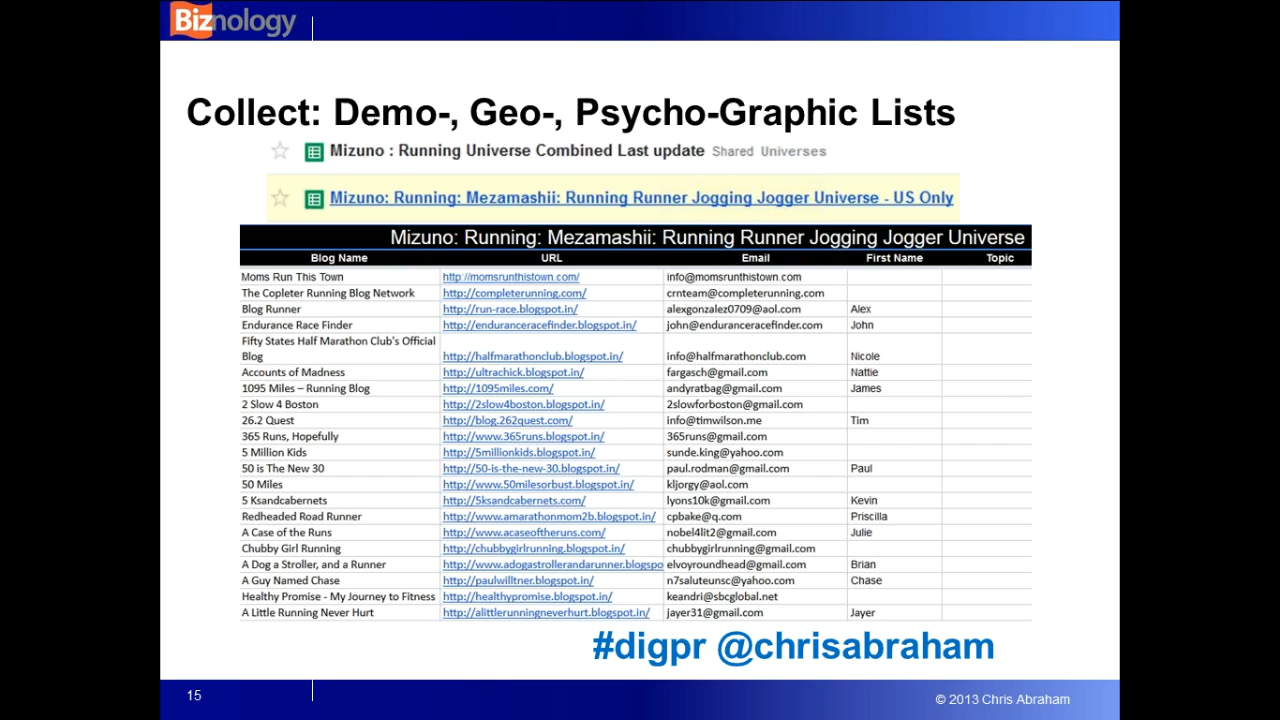 Biznology
Collect: Demo-, Geo-, Psycho-Graphic Lists
Mizuno : Running Universe Combined Last update Shared Universes
Mizuno: Running: Mezamashii: Running Runner Jogging Jogger Universe - US Only
Mizuno: Running: Mezamashii: Running Runner Jogging Jogger Universe
Blog Name URL Email First Name Topic
Moms Run This Town http://momsrunthistown.com/ info@momsrunthistown.com
The Copleter Running Blog Network http://completerunning.com/ crnteam@completerunning.com
Blog Runner http://run-race.blogspot.in/ alexgonzalez0709@aol.com Alex
Endurance Race Finder http://enduranceracefinder.blogspot.in/ john@enduranceracefinder.com John
Fifty States Half Marathon Club's Official
Blog http://halfmarathonclub.blogspot.in/ info@halfmarathonclub.com Nicole
Accounts of Madness http://ultrachick.blogspot.in/ fargasch@gmail.com Nattie
1095 Miles – Running Blog http://1095miles.com/ andyratbag@gmail.com James
2 Slow 4 Boston http://2slow4boston.blogspot.in/ 2slowforboston@gmail.com
26.2 Quest http://blog.262quest.com/ info@timwilson.me Tim
365 Runs, Hopefully http://www.365runs.blogspot.in/ 365runs@gmail.com
5 Million Kids http://5millionkids.blogspot.in/ sunde.king@yahoo.com
50 is The New 30 http://50-is-the-new-30.blogspot.in/ paul.rodman@gmail.com Paul
50 Miles http://www.50milesorbust.blogspot.in/ kljorgy@aol.com
5 Ksandcabernets http://5ksandcabernets.com/ lyons10k@gmail.com Kevin
Redheaded Road Runner http://www.amarathonmom2b.blogspot.in/ cpbake@q.com Priscilla
A Case of the Runs http://www.acaseoftheruns.com/ nobel4lit2@gmail.com Julie
Chubby Girl Running http://chubbygirlrunning.blogspot.in/ chubbygirlrunning@gmail.com
A Dog a Stroller, and a Runner http://www.adogastrollerandarunner.blogspo elvoyroundhead@gmail.com Brian
A Guy Named Chase http://paulwilltner.blogspot.in/ n7saluteunsc@yahoo.com Chase
Healthy Promise - My Journey to Fitness http://healthypromise.blogspot.in/ keandri@sbcglobal.net
A Little Running Never Hurt http://alittlerunningneverhurt.blogspot.in/ jayer31@gmail.com Jayer
#digpr @chrisabraham
15
© 2013 Chris Abraham